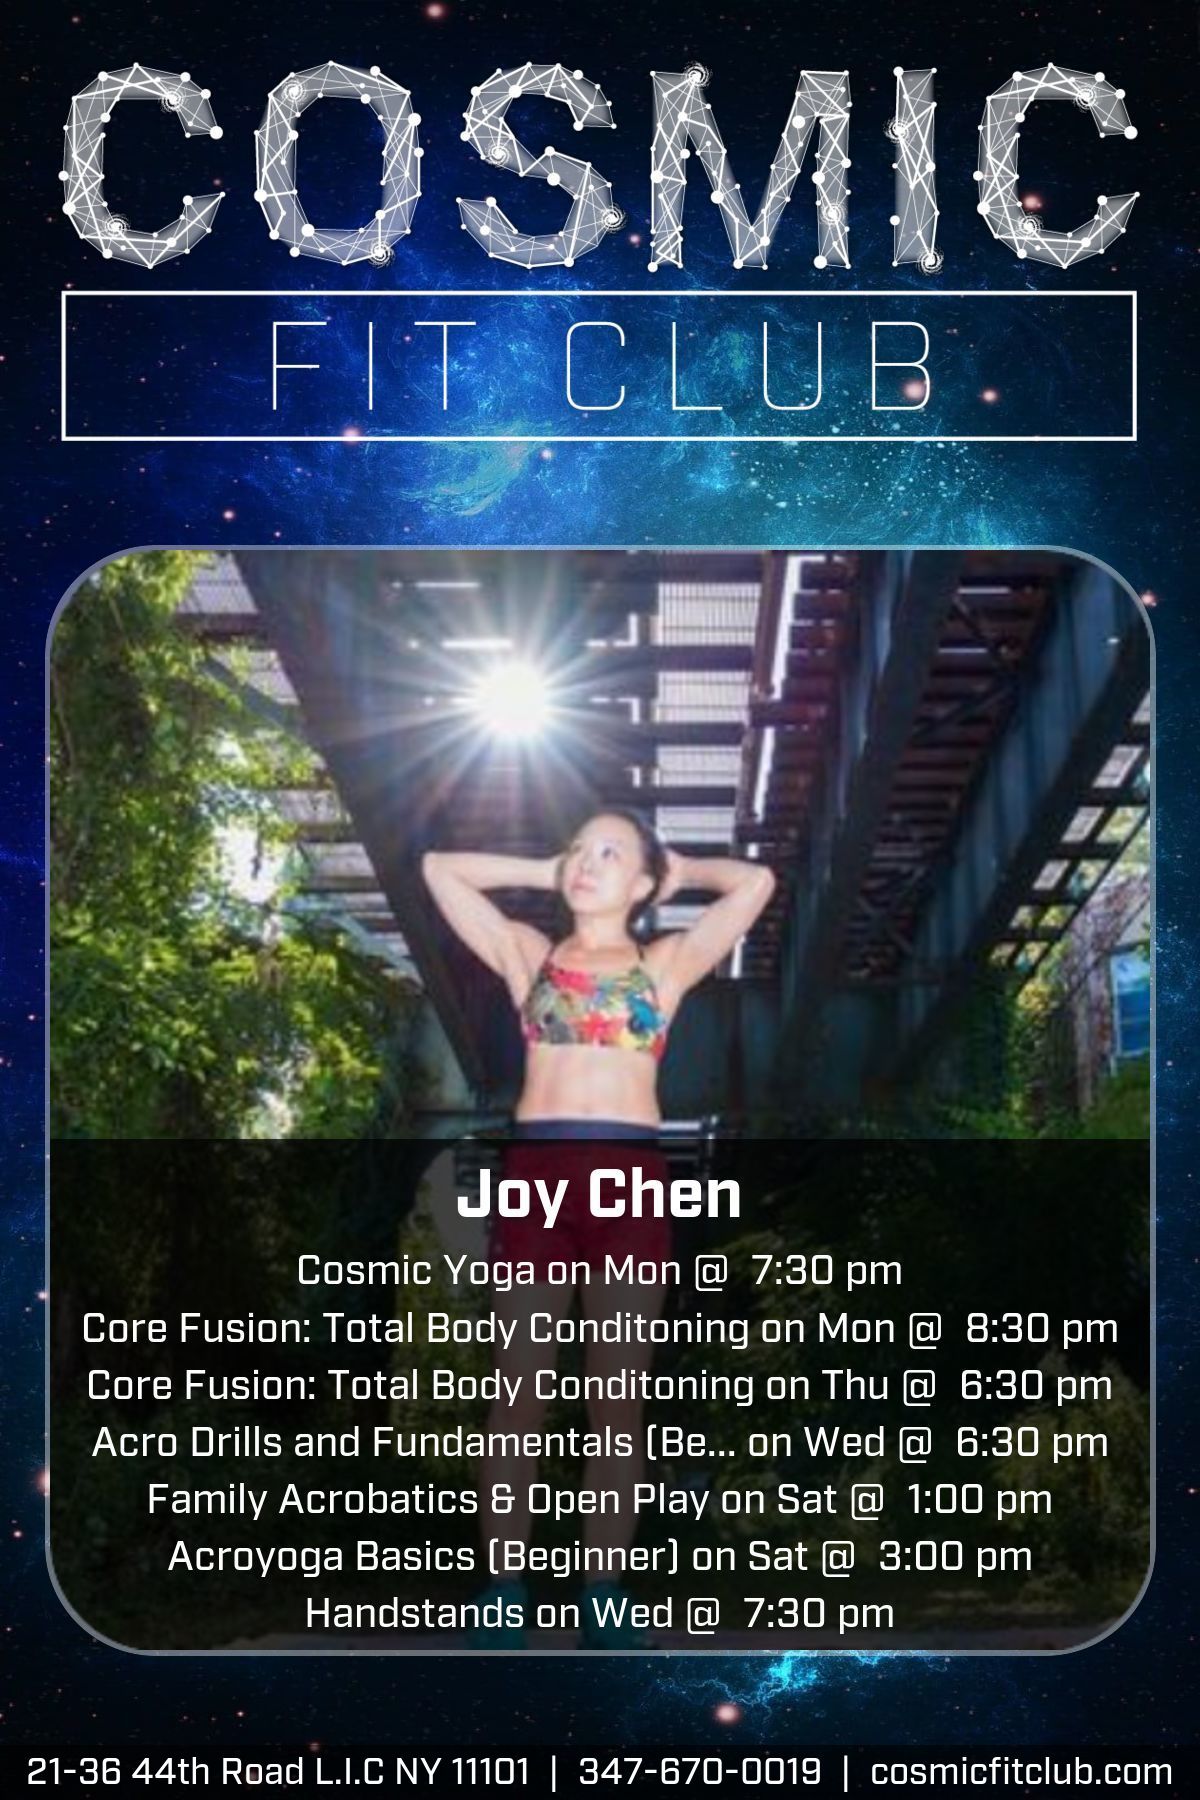 COSMIC
FIT CLUB
Joy Chen
Cosmic Yoga on Mon @ 7:30 pm
Core Fusion: Total Body Conditoning on Mon @ 8:30 pm
Core Fusion: Total Body Conditoning on Thu @ 6:30 pm
Acro Drills and Fundamentals (Be... on Wed @ 6:30 pm
Family Acrobatics & Open Play on Sat @ 1:00 pm
Acroyoga Basics (Beginner) on Sat @ 3:00 pm
Handstands on Wed @ 7:30 pm
21-36 44th Road L.I.C NY 11101 | 347-670-0019 | cosmicfitclub.com